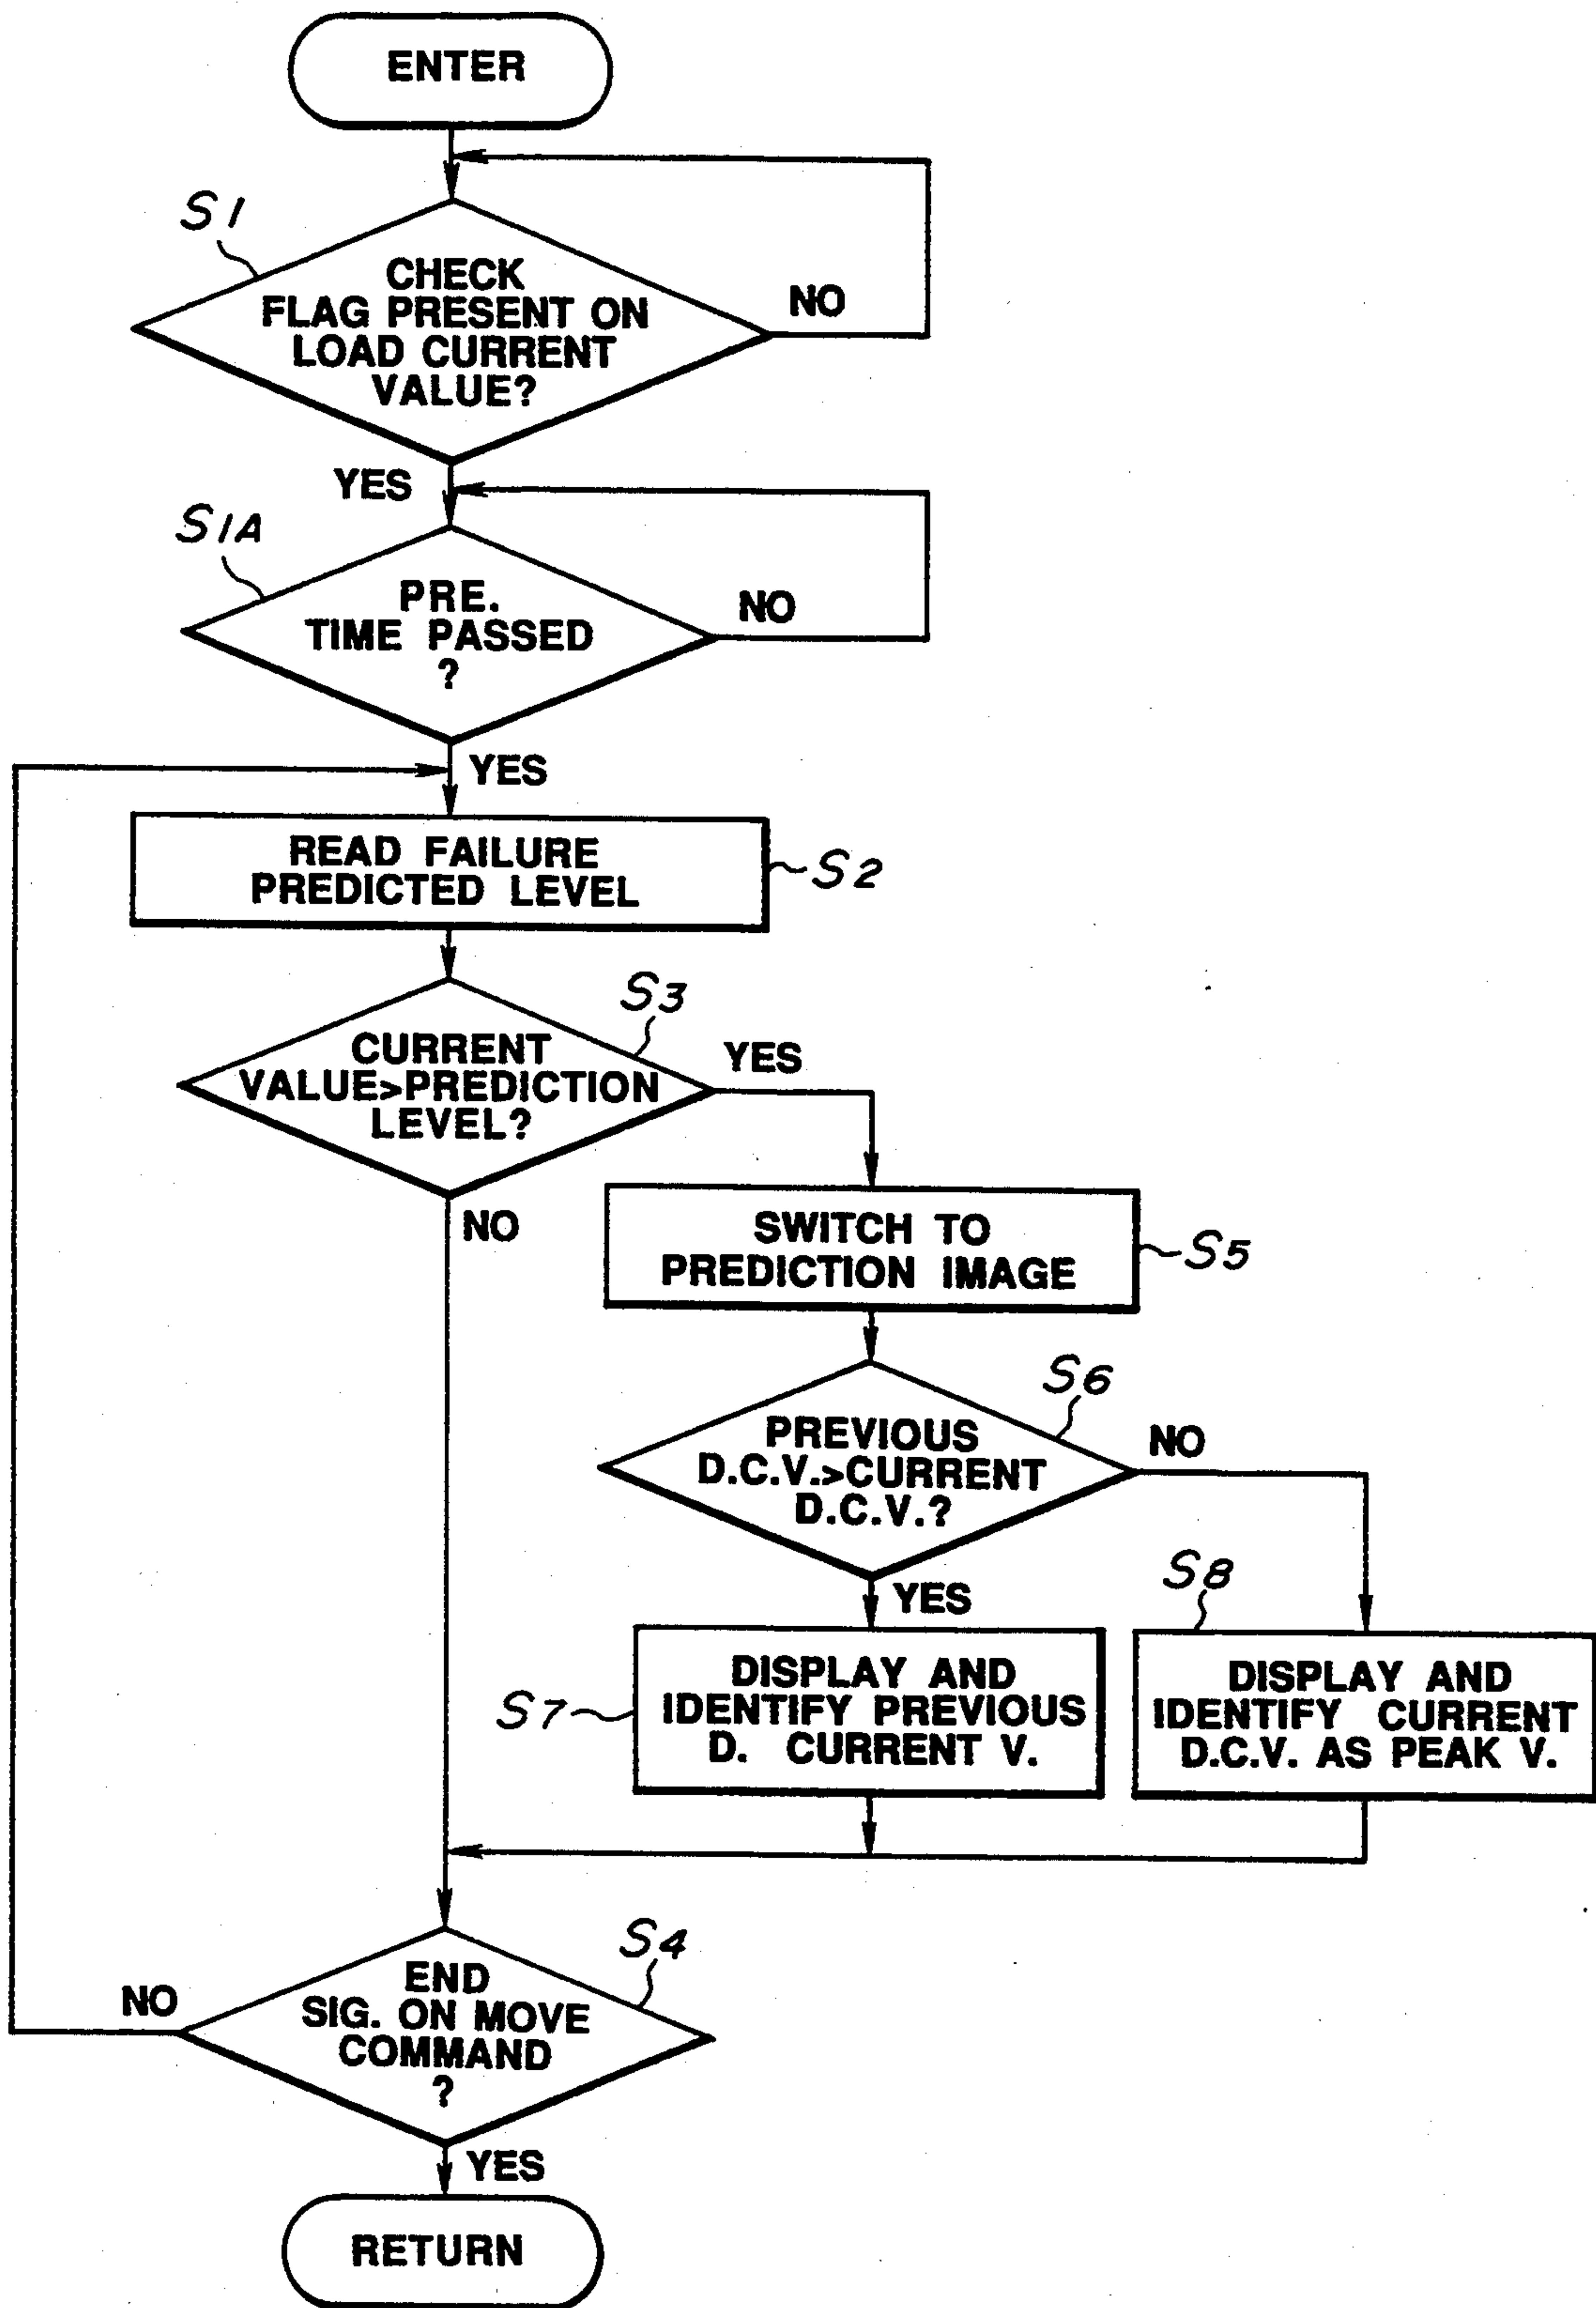 ENTER
S1
CHECK
FLAG PRESENT ON
LOAD CURRENT
VALUE?
NO
YES
S1A
PRE.
TIME PASSED
?
NO
YES
READ FAILURE
PREDICTED LEVEL
S2
S3
CURRENT
VALUE>PREDICTION
LEVEL?
YES
NO
SWITCH TO
PREDICTION IMAGE
S5
S6
PREVIOUS
D.C.V.>CURRENT
D.C.V.?
NO
YES
S7
DISPLAY AND
IDENTIFY PREVIOUS
D. CURRENT V.
S8
DISPLAY AND
IDENTIFY CURRENT
D.C.V. AS PEAK V.
S4
END
SIG. ON MOVE
COMMAND
?
NO
YES
RETURN